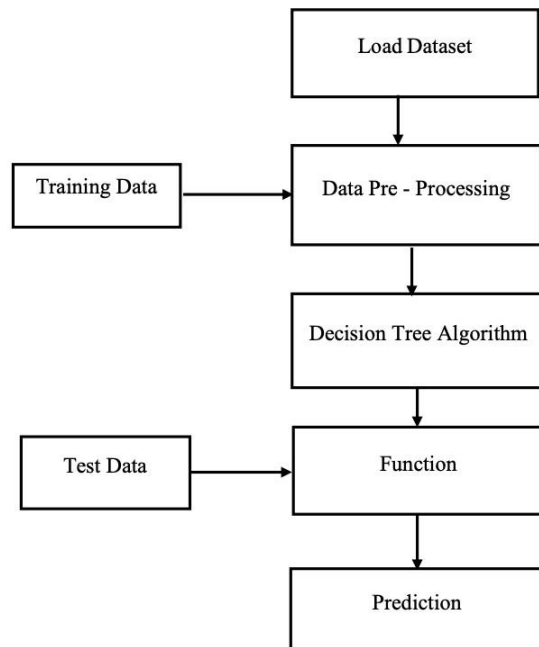 Load Dataset
Training Data
Data Pre - Processing
Decision Tree Algorithm
Test Data
Function
Prediction